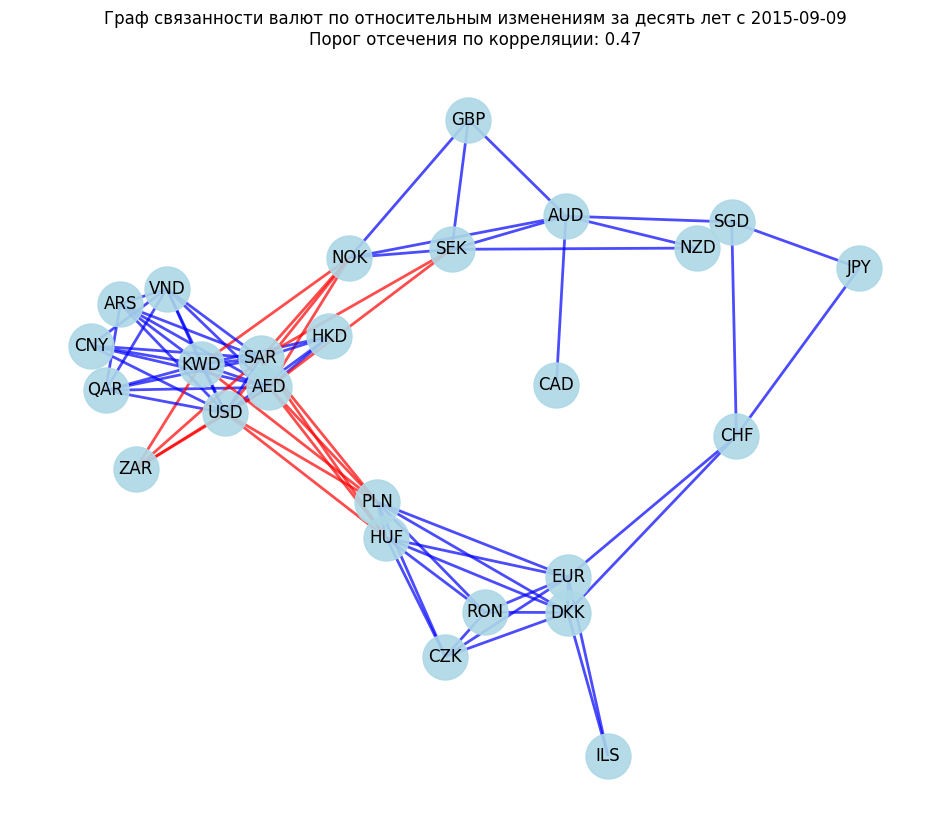 Граф связанности валют по относительным изменениям за десять лет с 2015-09-09
Порог отсечения по корреляции: 0.47
GBP
AUD
SGD
NOK
SEK
NZD
JPY
VND
ARS
HKD
CNY
KWD
SAR
QAR
AED
CAD
USD
CHF
ZAR
PLN
HUF
EUR
RON
DKK
CZK
ILS